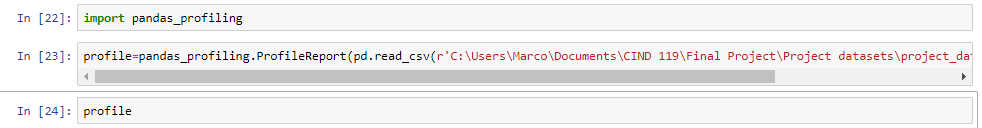 In [22]: import pandas_profiling
In [23]: profile=pandas_profiling.ProfileReport(pd.read_csv(r'C:\Users\Marco\Documents\CIND 119\Final Project\Project datasets\project_dat
In [24]: profile